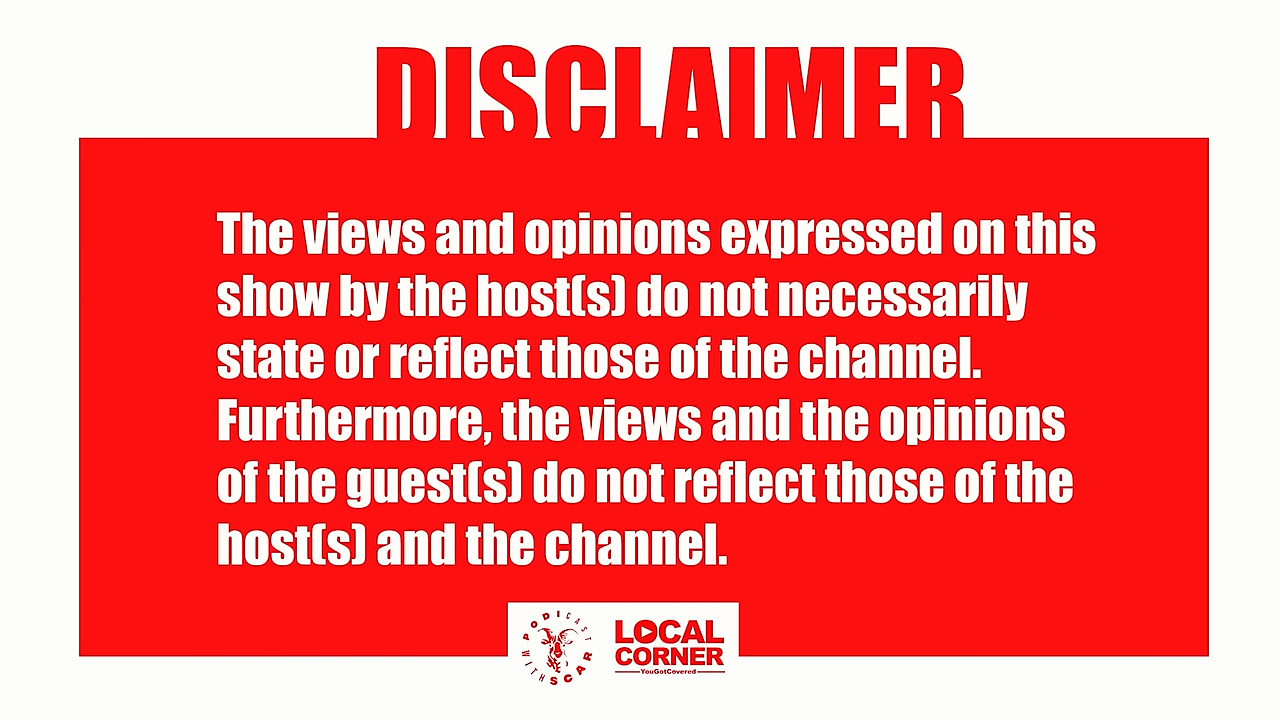 DISCLAIMER
The views and opinions expressed on this
show by the host(s) do not necessarily
state or reflect those of the channel.
Furthermore, the views and the opinions
of the guest(s) do not reflect those of the
host(s) and the channel.
PODICAST WITH SCAR
LOCAL
CORNER
YouGotCovered